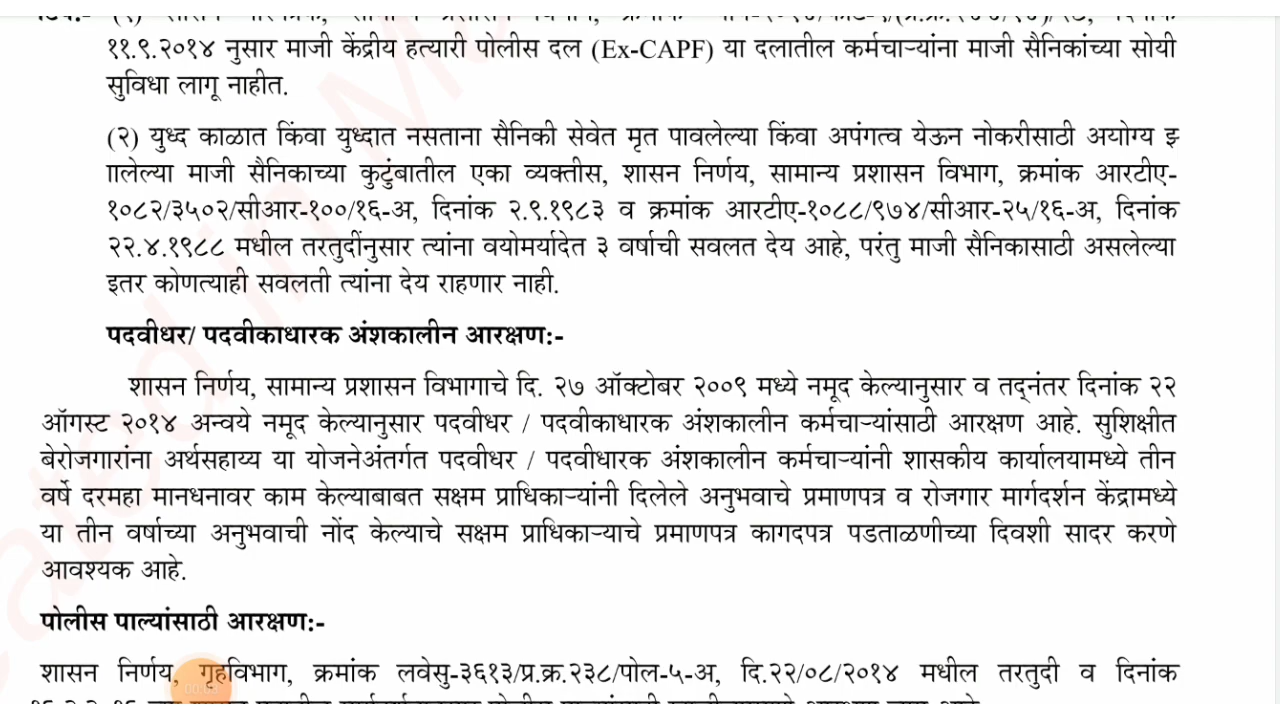 ११.९.२०१४ नुसार माजी केंद्रीय हत्यारी पोलीस दल (Ex-CAPF) या दलातील कर्मचाऱ्यांना माजी सैनिकांच्या सोयी
सुविधा लागू नाहीत.
(२) युध्द काळात किंवा युध्दात नसताना सैनिकी सेवेत मृत पावलेल्या किंवा अपंगत्व येऊन नोकरीसाठी अयोग्य झ
ालेल्या माजी सैनिकाच्या कुटुंबातील एका व्यक्तीस, शासन निर्णय, सामान्य प्रशासन विभाग, क्रमांक आरटीए-
१०८२/३५०२/सीआर-१००/१६-अ, दिनांक २.९.१९८३ व क्रमांक आरटीए-१०८८/९७४/सीआर-२५/१६-अ, दिनांक
२२.४.१९८८ मधील तरतुदींनुसार त्यांना वयोमर्यादेत ३ वर्षाची सवलत देय आहे, परंतु माजी सैनिकासाठी असलेल्या
इतर कोणत्याही सवलती त्यांना देय राहणार नाही.
पदवीधर/ पदवीकाधारक अंशकालीन आरक्षण:-
शासन निर्णय, सामान्य प्रशासन विभागाचे दि. २७ ऑक्टोबर २००९ मध्ये नमूद केल्यानुसार व तद्नंतर दिनांक २२
ऑगस्ट २०१४ अन्वये नमूद केल्यानुसार पदवीधर / पदवीकाधारक अंशकालीन कर्मचाऱ्यांसाठी आरक्षण आहे. सुशिक्षीत
बेरोजगारांना अर्थसहाय्य या योजनेअंतर्गत पदवीधर / पदवीधारक अंशकालीन कर्मचाऱ्यांनी शासकीय कार्यालयामध्ये तीन
वर्षे दरमहा मानधनावर काम केल्याबाबत सक्षम प्राधिकाऱ्यांनी दिलेले अनुभवाचे प्रमाणपत्र व रोजगार मार्गदर्शन केंद्रामध्ये
या तीन वर्षाच्या अनुभवाची नोंद केल्याचे सक्षम प्राधिकाऱ्याचे प्रमाणपत्र कागदपत्र पडताळणीच्या दिवशी सादर करणे
आवश्यक आहे.
पोलीस पाल्यांसाठी आरक्षण:-
शासन निर्णय, गृहविभाग, क्रमांक लवेसु-३६१३/प्र.क्र.२३८/पोल-५-अ, दि.२२/०८/२०१४ मधील तरतुदी व दिनांक